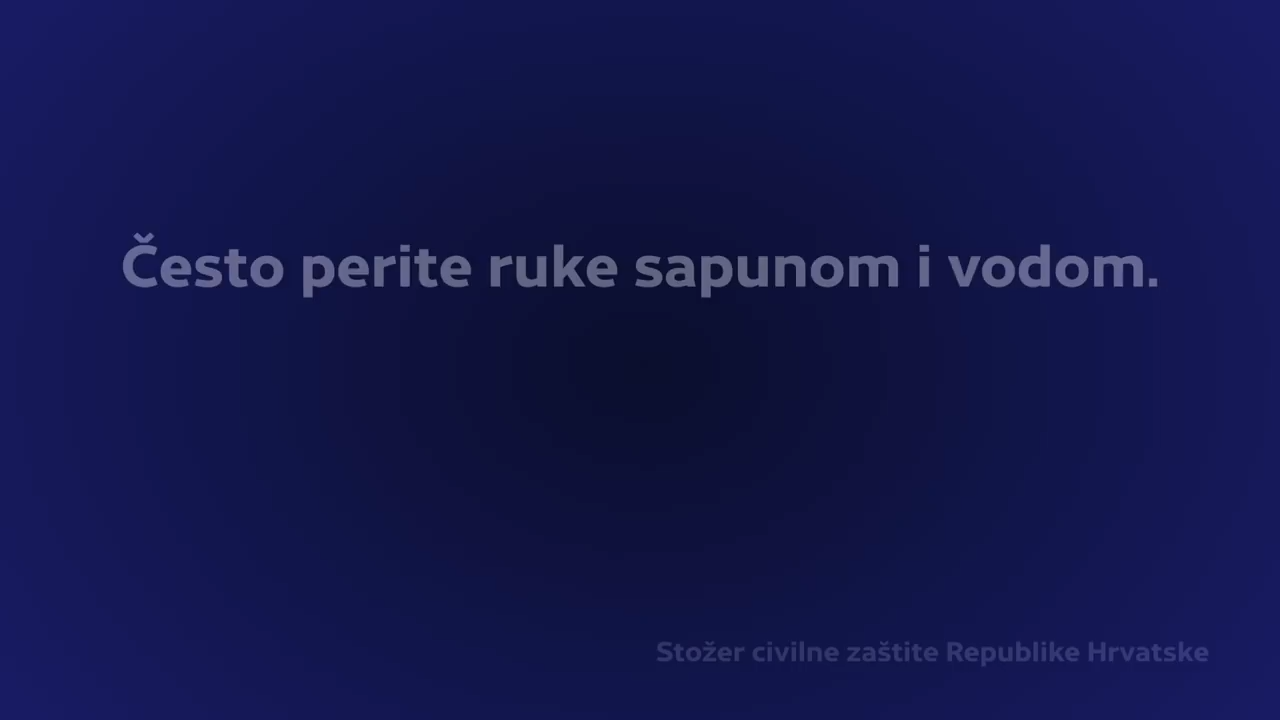 Često perite ruke sapunom i vodom.
Stožer civilne zaštite Republike Hrvatske